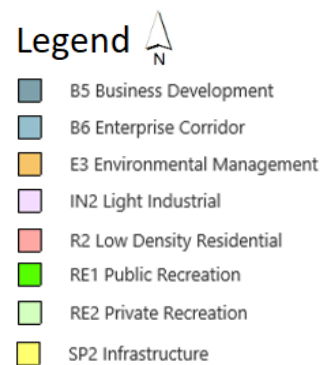 Legend
N
B5 Business Development
B6 Enterprise Corridor
E3 Environmental Management
IN2 Light Industrial
R2 Low Density Residential
RE1 Public Recreation
RE2 Private Recreation
SP2 Infrastructure